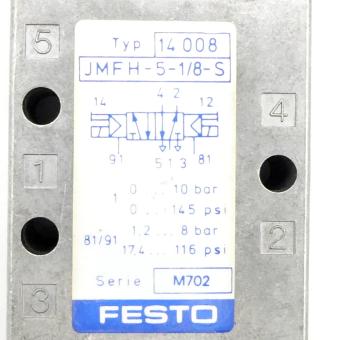 5
Typ 14 008
JMFH-5-1/8-S
4 2
14 12
4
91 5 1 3 81
1
1 0 ... 10 bar
0 ... 145 psi
2
81/91 1,2 ... 8 bar
17,4 ... 116 psi
3
Serie M702
FESTO